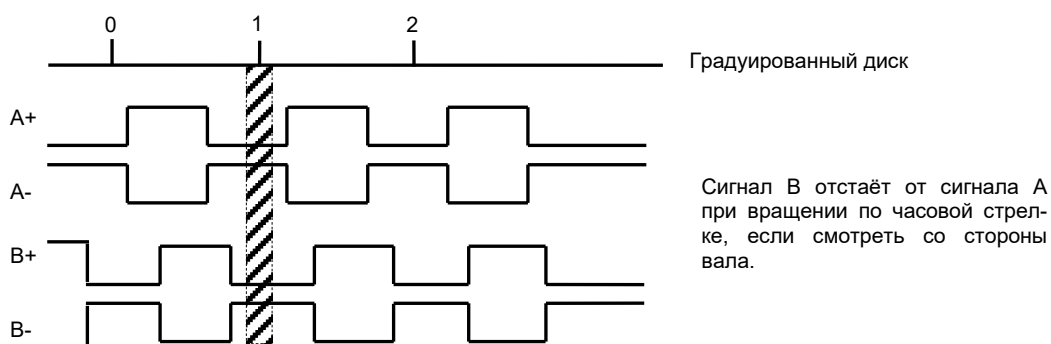 0 1 2
Градуированный диск
A+
A-
Сигнал B отстаёт от сигнала A
при вращении по часовой стрел-
ке, если смотреть со стороны
вала.
B+
B-